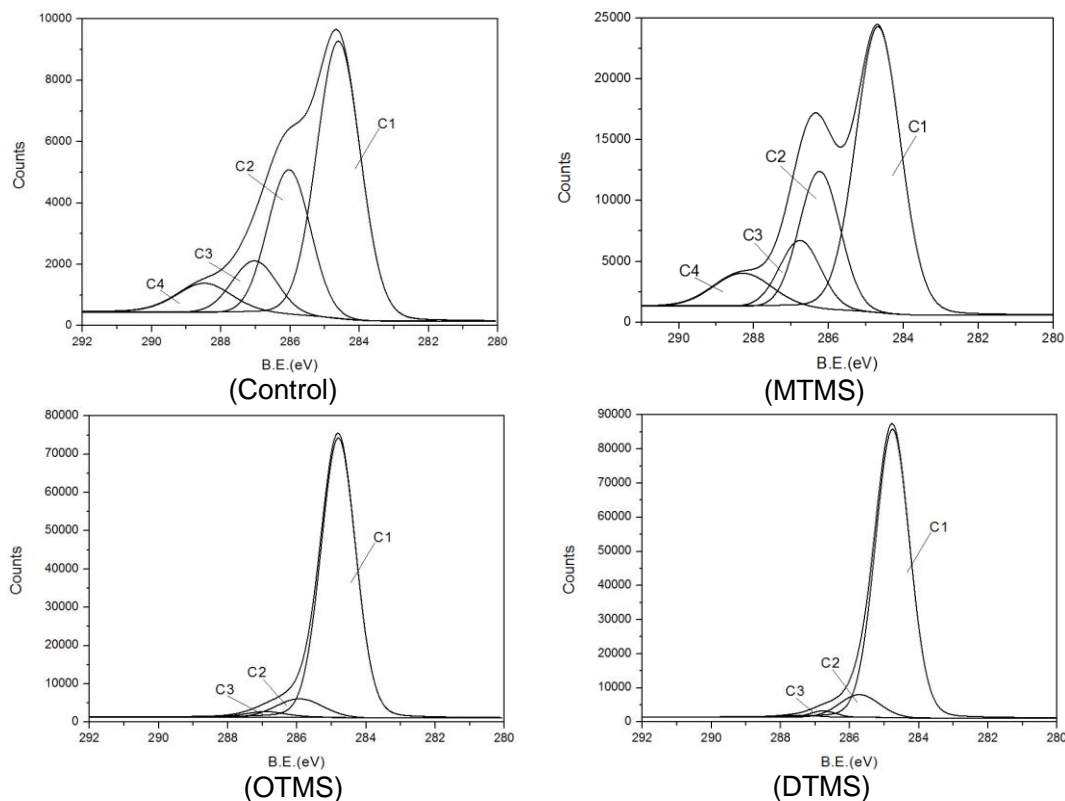 10000
8000
6000
4000
2000
0
Counts
C1
C2
C3
C4
292 290 288 286 284 282 280
B.E.(eV)
(Control)
25000
20000
15000
10000
5000
0
Counts
C1
C2
C3
C4
290 288 286 284 282 280
B.E.(eV)
(MTMS)
80000
70000
60000
50000
40000
30000
20000
10000
0
Counts
C1
C2
C3
292 290 288 286 284 282 280
B.E.(eV)
(OTMS)
90000
80000
70000
60000
50000
40000
30000
20000
10000
0
Counts
C1
C2
C3
292 290 288 286 284 282 280
B.E.(eV)
(DTMS)